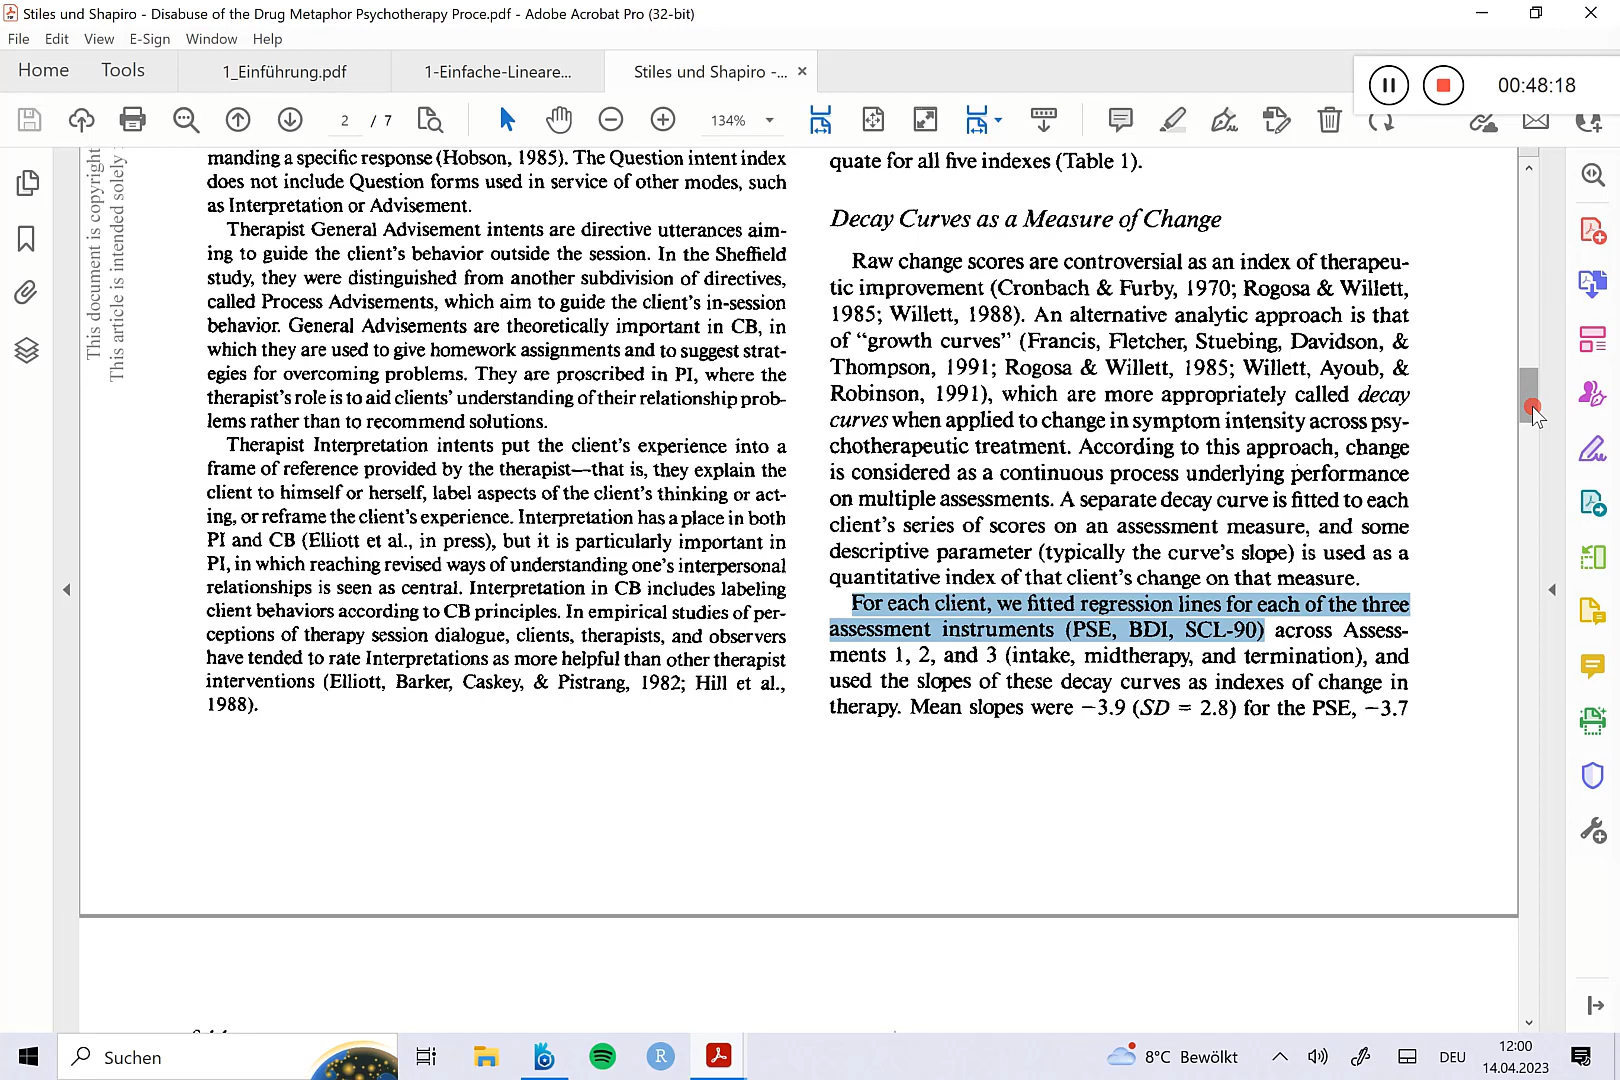 Stiles und Shapiro - Disabuse of the Drug Metaphor Psychotherapy Proce.pdf - Adobe Acrobat Pro (32-bit)
File Edit View E-Sign Window Help
Home Tools 1_Einführung.pdf 1-Einfache-Lineare... Stiles und Shapiro -... ×
00:48:18
2 / 7 134%
This document is copyright
This article is intended solely
manding a specific response (Hobson, 1985). The Question intent index
does not include Question forms used in service of other modes, such
as Interpretation or Advisement.
Therapist General Advisement intents are directive utterances aim-
ing to guide the client's behavior outside the session. In the Sheffield
study, they were distinguished from another subdivision of directives,
called Process Advisements, which aim to guide the client's in-session
behavior. General Advisements are theoretically important in CB, in
which they are used to give homework assignments and to suggest strat-
egies for overcoming problems. They are proscribed in PI, where the
therapist's role is to aid clients' understanding of their relationship prob-
lems rather than to recommend solutions.
Therapist Interpretation intents put the client's experience into a
frame of reference provided by the therapist—that is, they explain the
client to himself or herself, label aspects of the client's thinking or act-
ing, or reframe the client's experience. Interpretation has a place in both
PI and CB (Elliott et al., in press), but it is particularly important in
PI, in which reaching revised ways of understanding one's interpersonal
relationships is seen as central. Interpretation in CB includes labeling
client behaviors according to CB principles. In empirical studies of per-
ceptions of therapy session dialogue, clients, therapists, and observers
have tended to rate Interpretations as more helpful than other therapist
interventions (Elliott, Barker, Caskey, & Pistrang, 1982; Hill et al.,
1988).
quate for all five indexes (Table 1).
Decay Curves as a Measure of Change
Raw change scores are controversial as an index of therapeu-
tic improvement (Cronbach & Furby, 1970; Rogosa & Willett,
1985; Willett, 1988). An alternative analytic approach is that
of “growth curves” (Francis, Fletcher, Stuebing, Davidson, &
Thompson, 1991; Rogosa & Willett, 1985; Willett, Ayoub, &
Robinson, 1991), which are more appropriately called decay
curves when applied to change in symptom intensity across psy-
chotherapeutic treatment. According to this approach, change
is considered as a continuous process underlying performance
on multiple assessments. A separate decay curve is fitted to each
client's series of scores on an assessment measure, and some
descriptive parameter (typically the curve's slope) is used as a
quantitative index of that client's change on that measure.
For each client, we fitted regression lines for each of the three
assessment instruments (PSE, BDI, SCL-90) across Assess-
ments 1, 2, and 3 (intake, midtherapy, and termination), and
used the slopes of these decay curves as indexes of change in
therapy. Mean slopes were −3.9 (SD = 2.8) for the PSE, −3.7
Suchen
8°C Bewölkt
DEU
12:00
14.04.2023